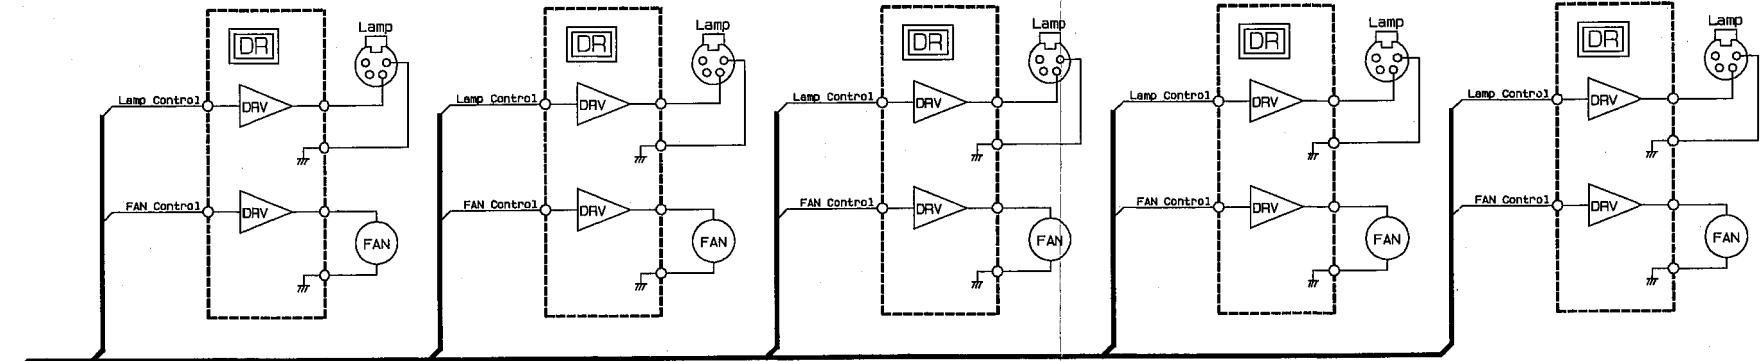 Lamp Lamp Lamp Lamp Lamp
DR DR DR DR DR
Lamp Control DRV Lamp Control DRV Lamp Control DRV Lamp Control DRV Lamp Control DRV
FAN Control DRV FAN Control DRV FAN Control DRV FAN Control DRV FAN Control DRV
FAN FAN FAN FAN FAN